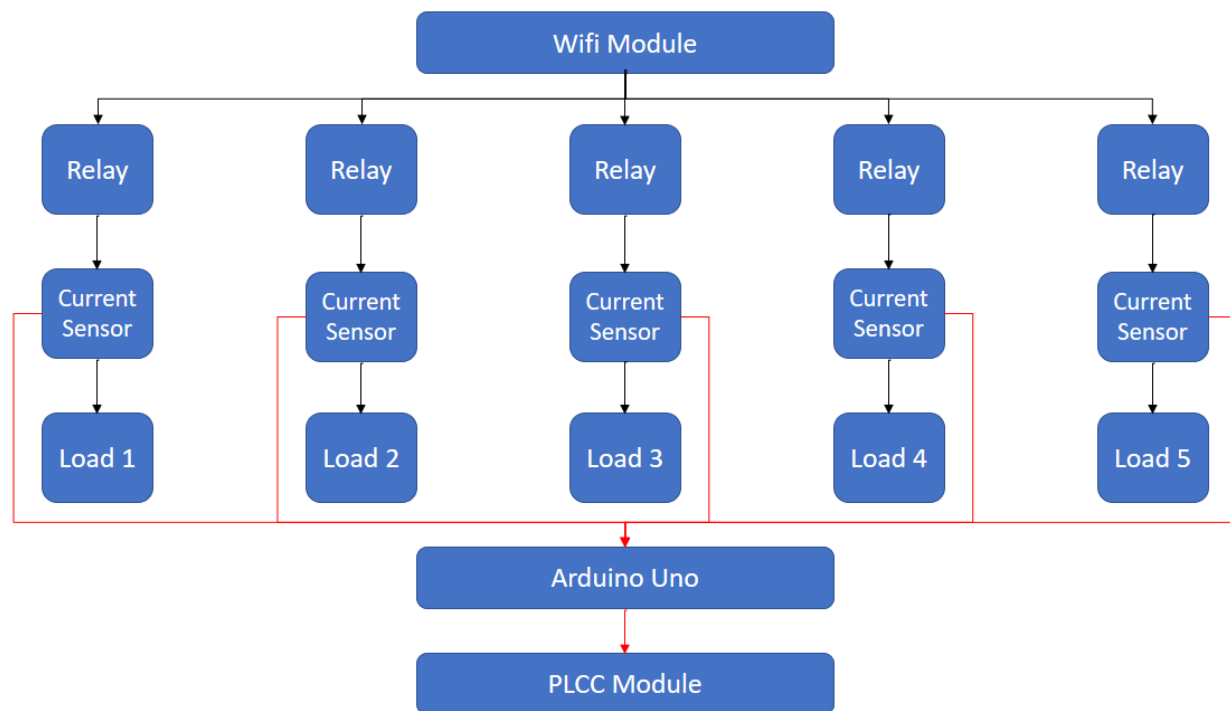 Wifi Module
Relay
Relay
Relay
Relay
Relay
Current
Sensor
Current
Sensor
Current
Sensor
Current
Sensor
Current
Sensor
Load 1
Load 2
Load 3
Load 4
Load 5
Arduino Uno
PLCC Module